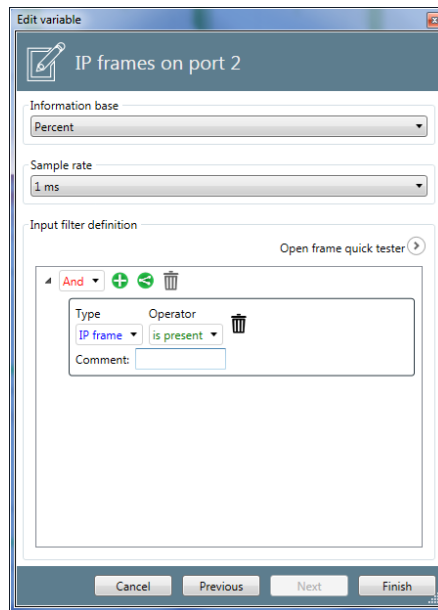 Edit variable
IP frames on port 2
Information base
Percent
Sample rate
1 ms
Input filter definition
Open frame quick tester
And
Type Operator
IP frame is present
Comment:
Cancel Previous Next Finish